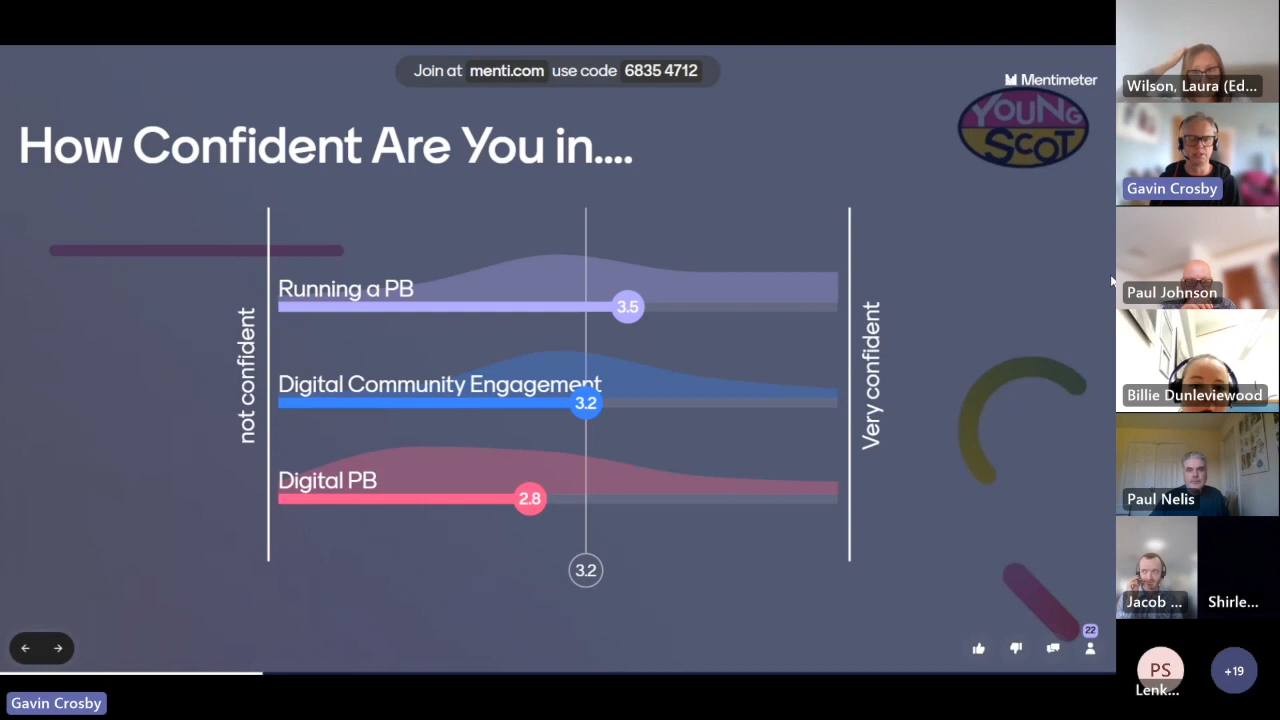 Join at menti.com use code 6835 4712
Mentimeter
YOUNG
SCOT
How Confident Are You in....
not confident
Very confident
Running a PB
3.5
Digital Community Engagement
3.2
Digital PB
2.8
3.2
22
Gavin Crosby
Wilson, Laura (Ed...
Gavin Crosby
Paul Johnson
Billie Dunleviewood
Paul Nelis
Jacob ...
Shirle...
PS
Lenk...
+19